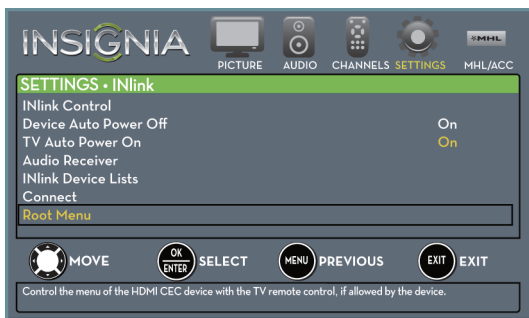 INSIGNIA
PICTURE AUDIO CHANNELS SETTINGS MHL/ACC
MHL
SETTINGS • INlink
INlink Control
Device Auto Power Off On
TV Auto Power On On
Audio Receiver
INlink Device Lists
Connect
Root Menu
MOVE OK ENTER SELECT MENU PREVIOUS EXIT EXIT
Control the menu of the HDMI CEC device with the TV remote control, if allowed by the device.